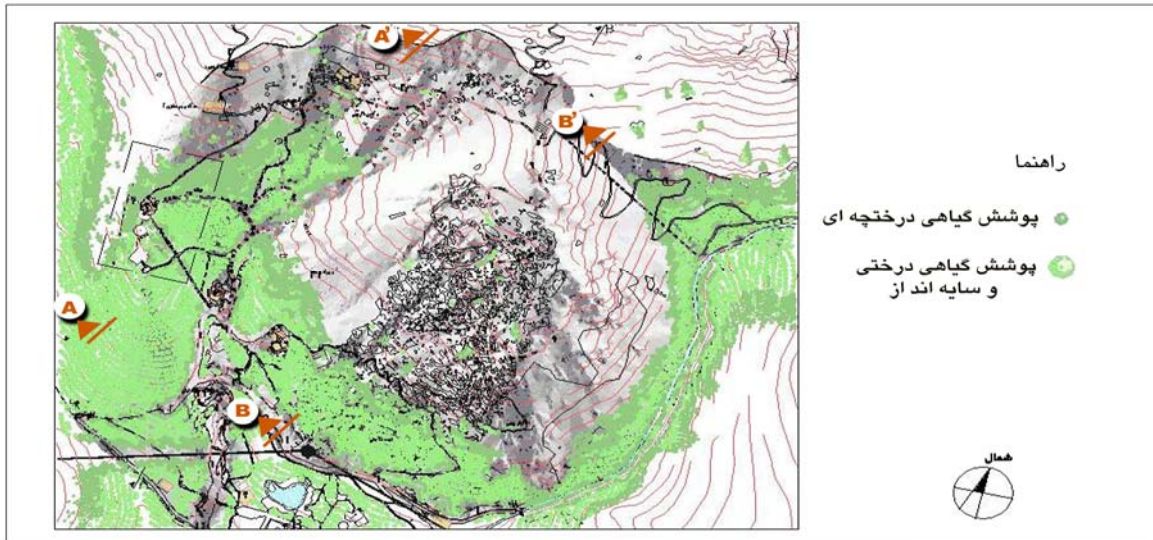 A'
B'
A
B
راهنما
پوشش گیاهی درختچه ای
پوشش گیاهی درختی
و سایه انداز
شمال